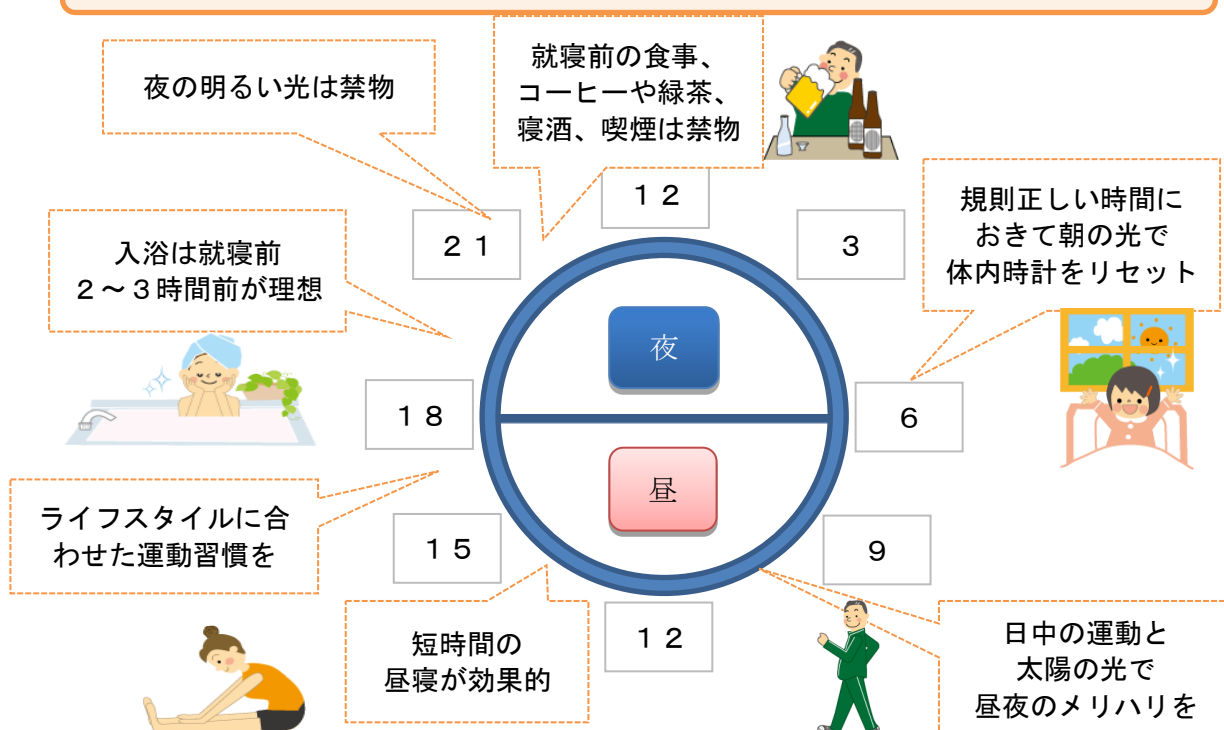 夜の明るい光は禁物
就寝前の食事、
コーヒーや緑茶、
寝酒、喫煙は禁物
１２
２１
３
規則正しい時間に
おきて朝の光で
体内時計をリセット
入浴は就寝前
２～３時間前が理想
夜
１８
６
昼
ライフスタイルに合
わせた運動習慣を
１５
９
短時間の
昼寝が効果的
１２
日中の運動と
太陽の光で
昼夜のメリハリを